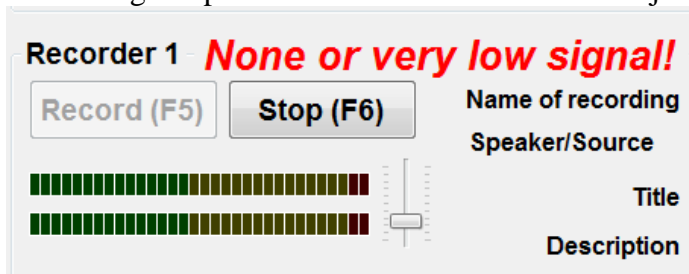 Recorder 1 None or very low signal!
Record (F5) Stop (F6) Name of recording
Speaker/Source
Title
Description